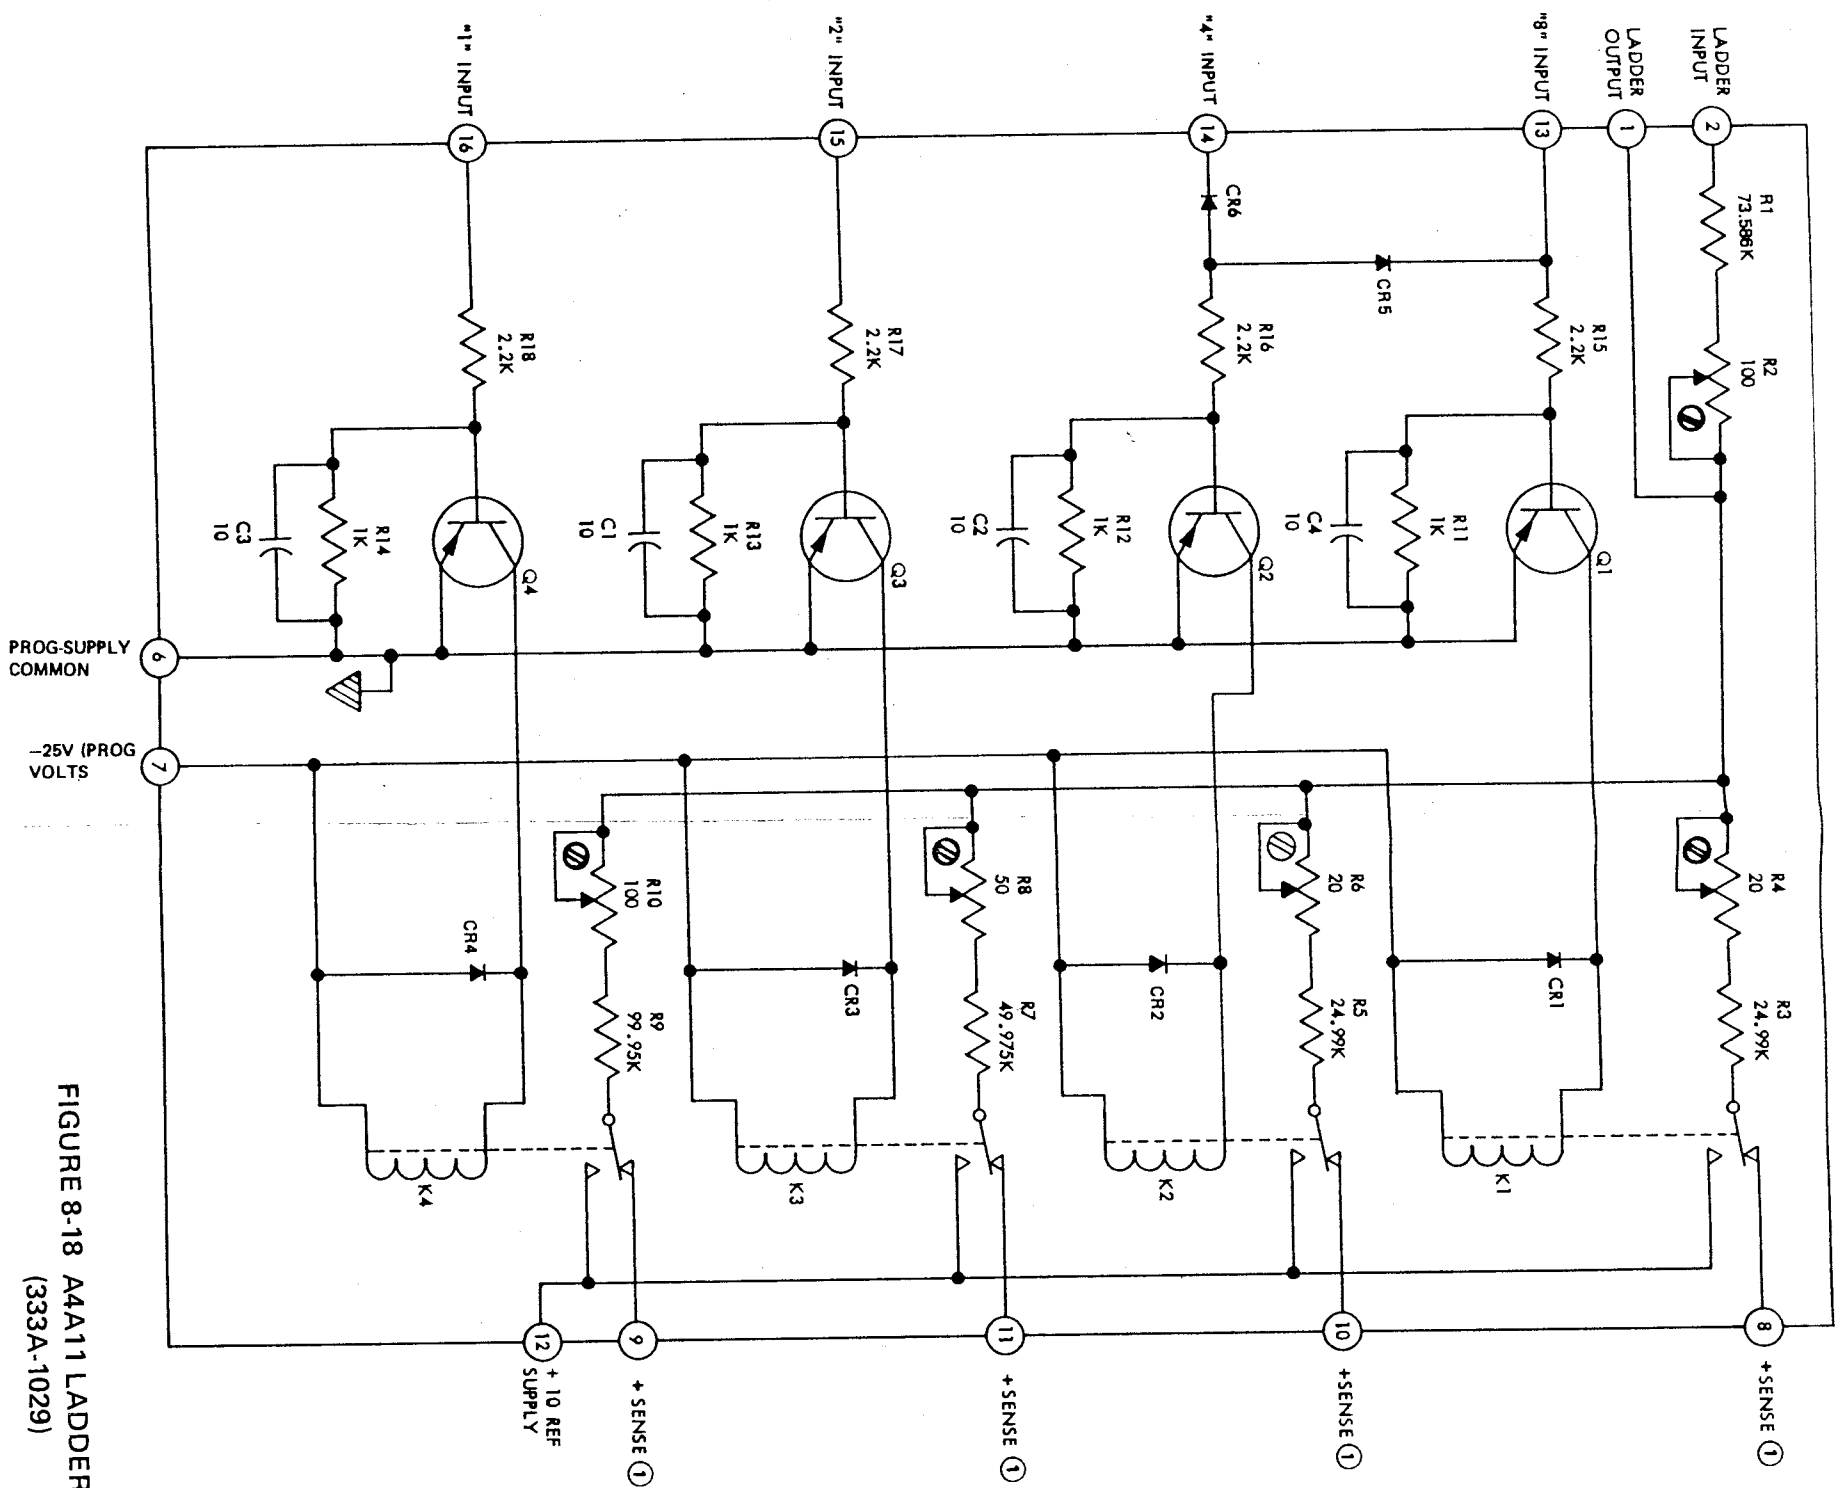 LADDER
INPUT
LADDER
OUTPUT
"8" INPUT
"4" INPUT
"2" INPUT
"1" INPUT
2
1
13
14
15
16
R1
73.586K
R2
100
CR6
CR5
R15
2.2K
R16
2.2K
R17
2.2K
R18
2.2K
R11
1K
C4
10
Q1
R12
1K
C2
10
Q2
R13
1K
C1
10
Q3
R14
1K
C3
10
Q4
PROG-SUPPLY
COMMON
6
-25V (PROG
VOLTS
7
R4
20
R3
24.99K
CR1
R6
20
R5
24.99K
CR2
R8
50
R7
49.975K
CR3
R10
100
R9
99.95K
CR4
K1
K2
K3
K4
8
10
11
9
12
+SENSE 1
+SENSE 1
+SENSE 1
+ SENSE 1
+ 10 REF
SUPPLY
FIGURE 8-18 A4A11 LADDER
(333A-1029)